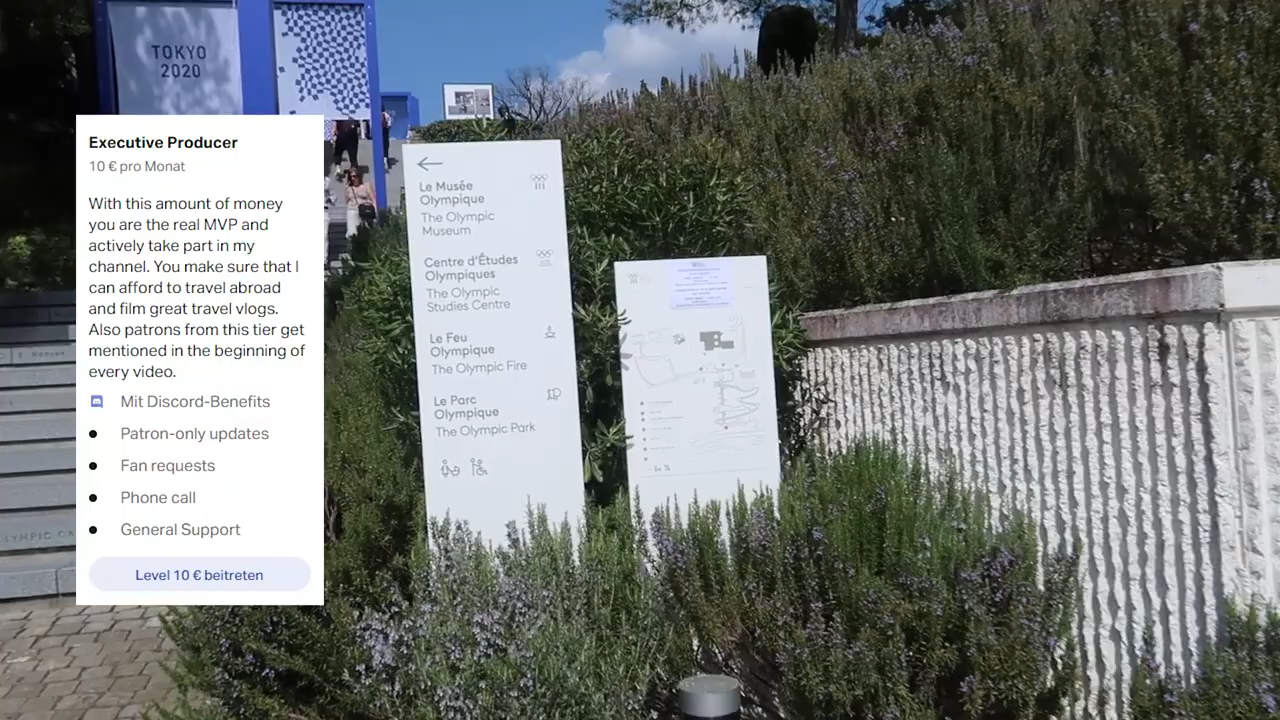 TOKYO
2020
Executive Producer
10 € pro Monat
With this amount of money
you are the real MVP and
actively take part in my
channel. You make sure that I
can afford to travel abroad
and film great travel vlogs.
Also patrons from this tier get
mentioned in the beginning of
every video.
Mit Discord-Benefits
Patron-only updates
Fan requests
Phone call
General Support
Level 10 € beitreten
Le Musée
Olympique
The Olympic
Museum
Centre d'Études
Olympiques
The Olympic
Studies Centre
Le Feu
Olympique
The Olympic Fire
Le Parc
Olympique
The Olympic Park